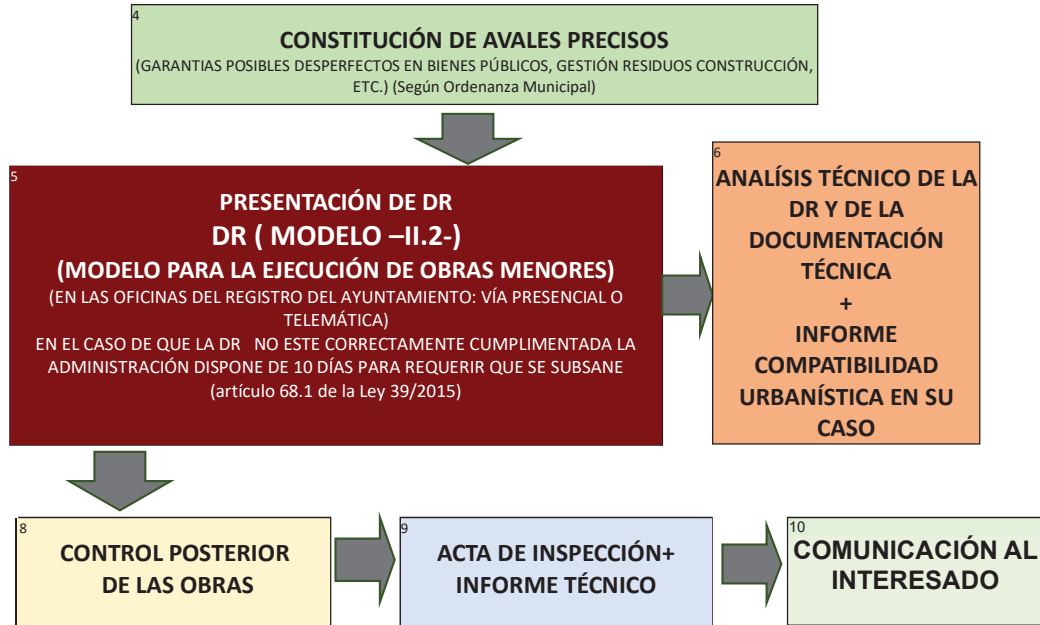 4
CONSTITUCIÓN DE AVALES PRECISOS
(GARANTIAS POSIBLES DESPERFECTOS EN BIENES PÚBLICOS, GESTIÓN RESIDUOS CONSTRUCCIÓN,
ETC.) (Según Ordenanza Municipal)
5
PRESENTACIÓN DE DR
DR ( MODELO –II.2-)
(MODELO PARA LA EJECUCIÓN DE OBRAS MENORES)
(EN LAS OFICINAS DEL REGISTRO DEL AYUNTAMIENTO: VÍA PRESENCIAL O
TELEMÁTICA)
EN EL CASO DE QUE LA DR NO ESTE CORRECTAMENTE CUMPLIMENTADA LA
ADMINISTRACIÓN DISPONE DE 10 DÍAS PARA REQUERIR QUE SE SUBSANE
(artículo 68.1 de la Ley 39/2015)
6
ANALÍSIS TÉCNICO DE LA
DR Y DE LA
DOCUMENTACIÓN
TÉCNICA
+
INFORME
COMPATIBILIDAD
URBANÍSTICA EN SU
CASO
8
CONTROL POSTERIOR
DE LAS OBRAS
9
ACTA DE INSPECCIÓN+
INFORME TÉCNICO
10
COMUNICACIÓN AL
INTERESADO